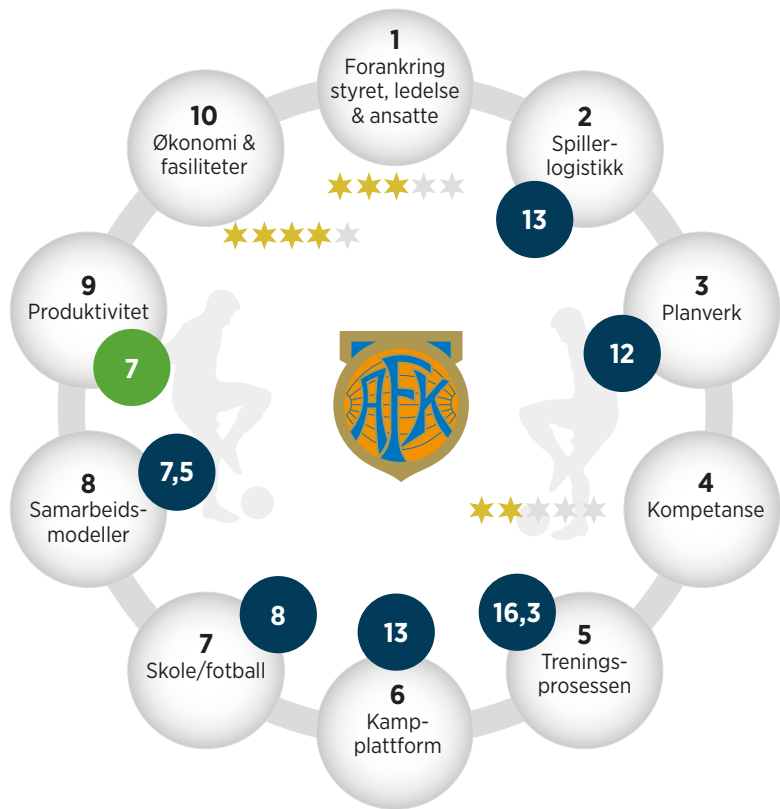 1
Forankring
styret, ledelse
& ansatte
2
Spiller-
logistikk
13
3
Planverk
12
4
Kompetanse
5
Trenings-
prosessen
16,3
6
Kamp-
plattform
13
7
Skole/fotball
8
8
Samarbeids-
modeller
7,5
9
Produktivitet
7
10
Økonomi &
fasiliteter
AFK